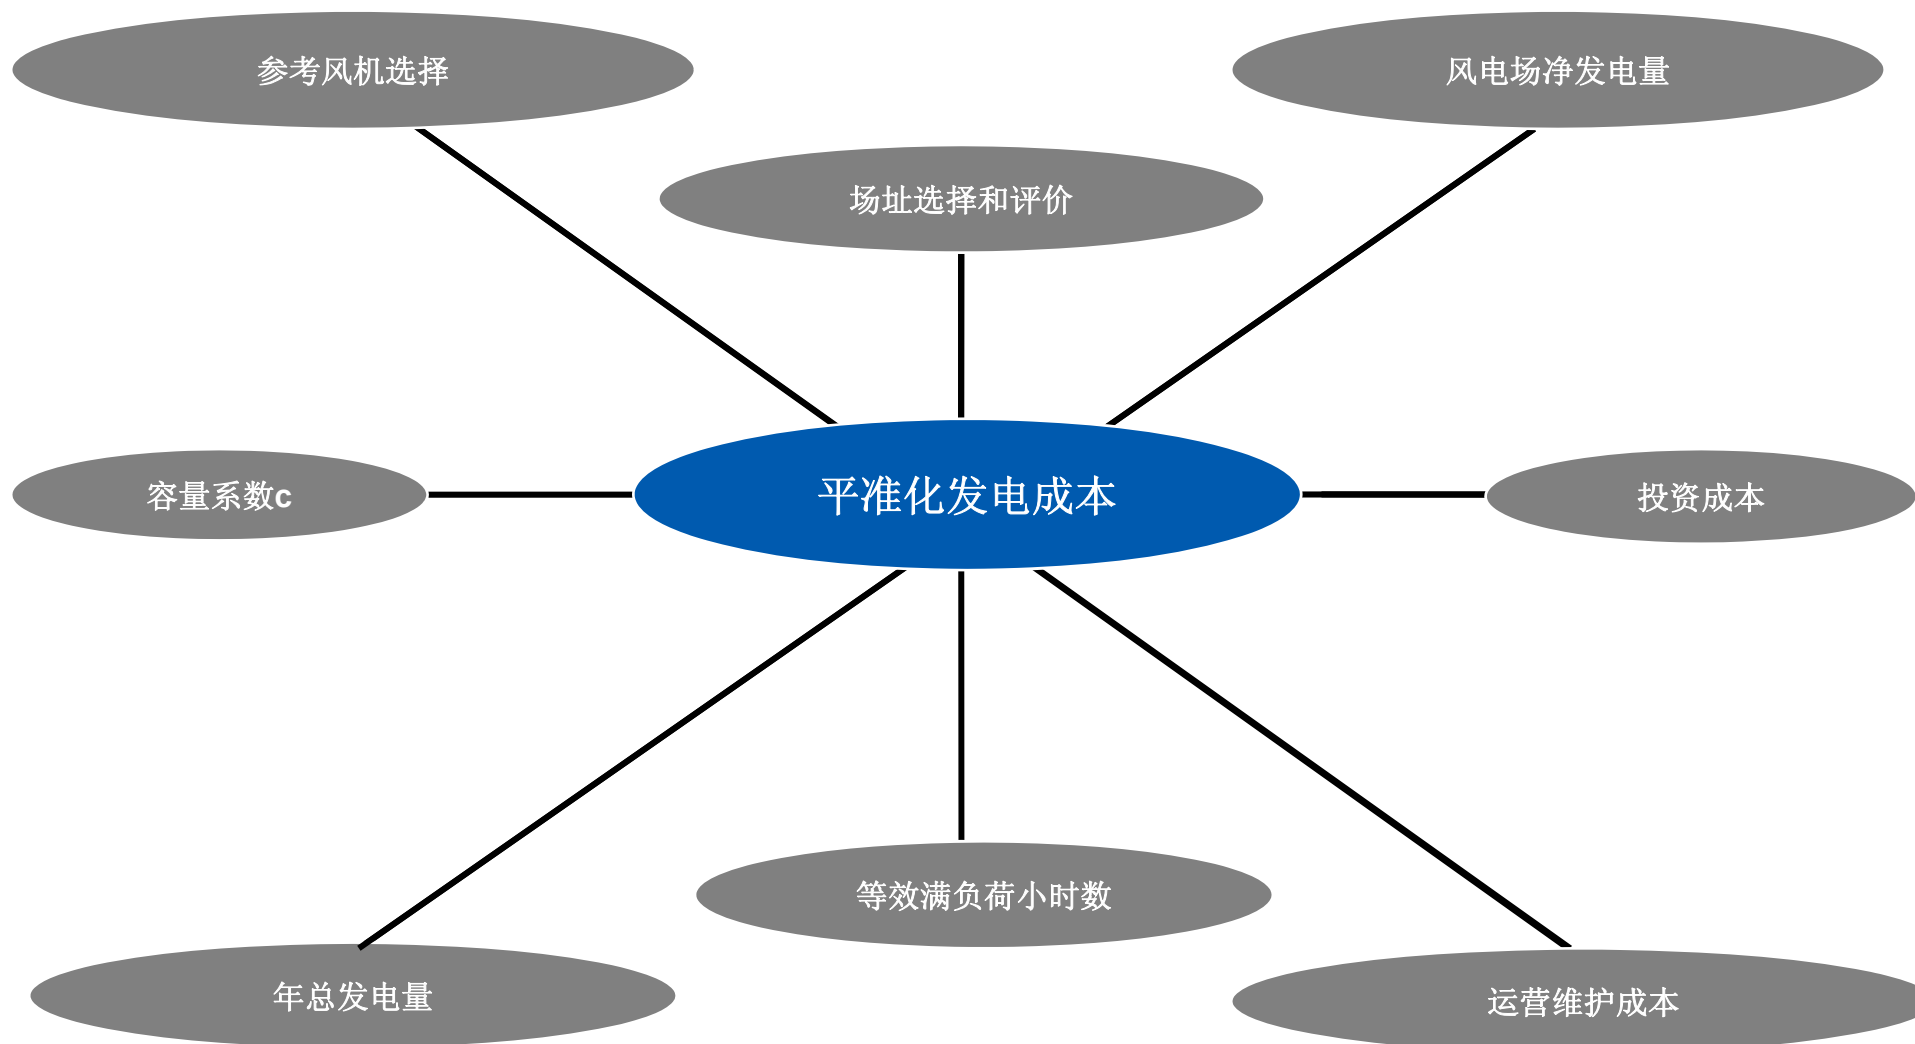 参考风机选择
风电场净发电量
场址选择和评价
容量系数c
平准化发电成本
投资成本
等效满负荷小时数
年总发电量
运营维护成本